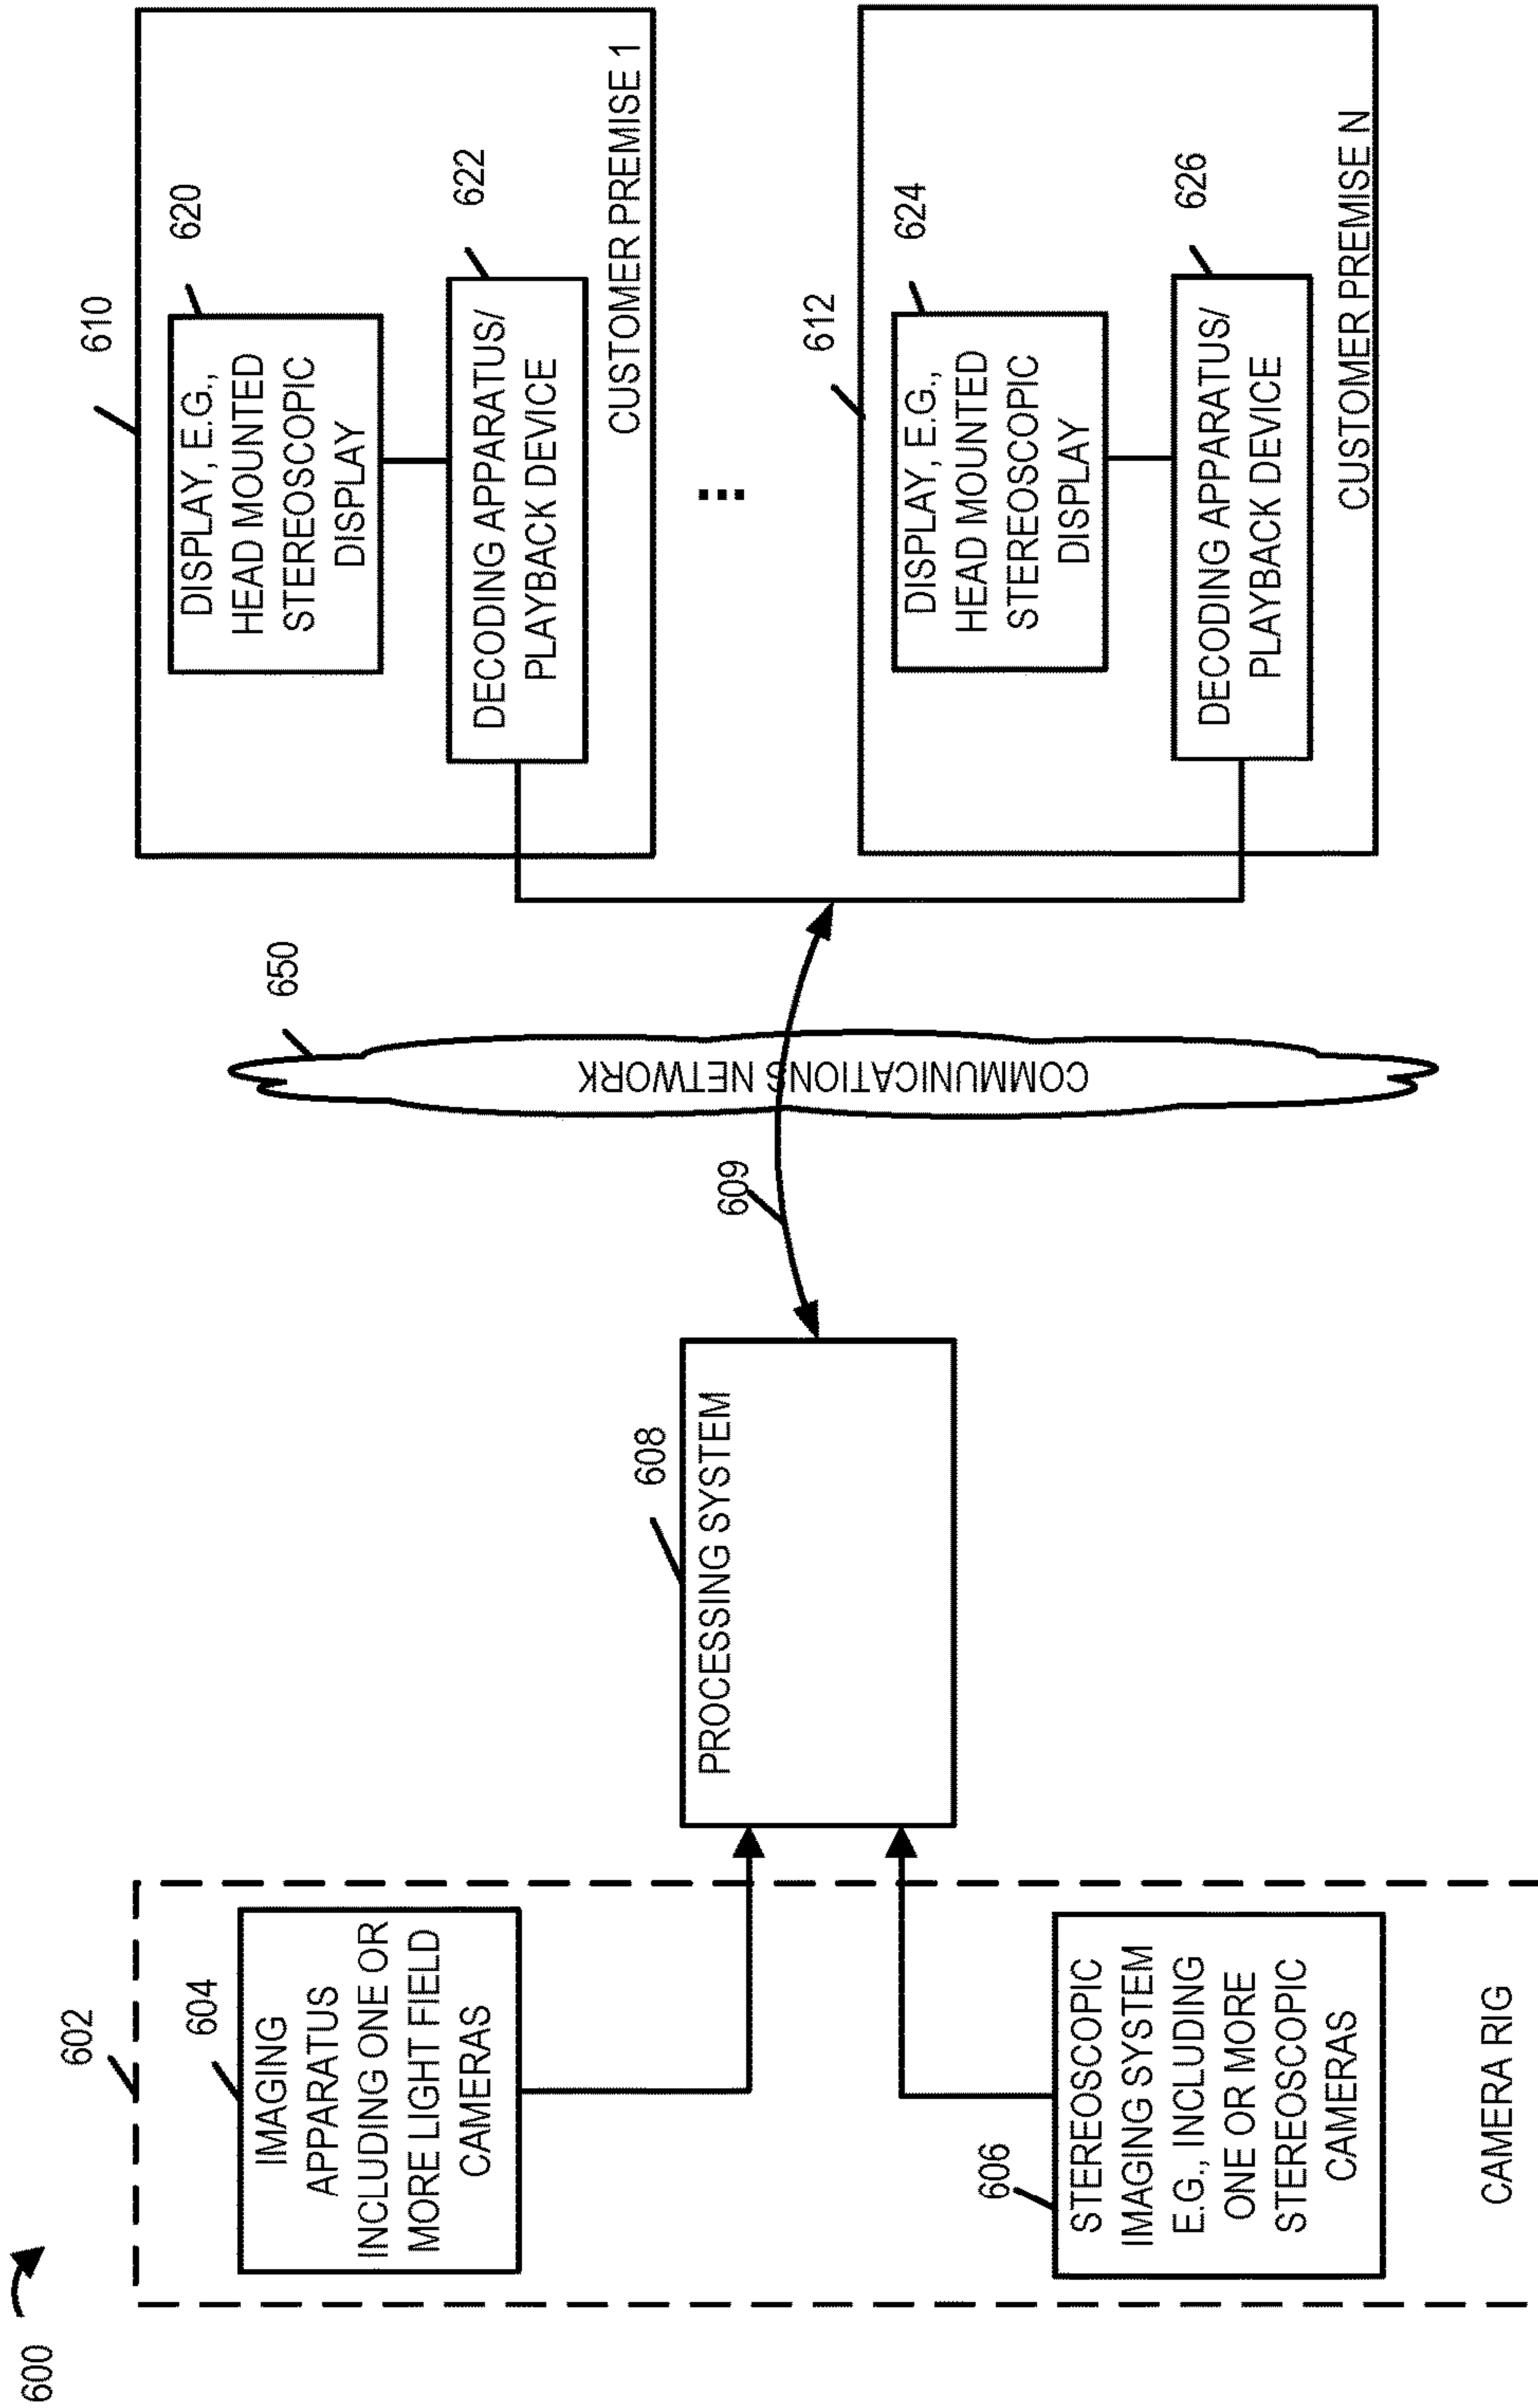 600
602
604
IMAGING
APPARATUS
INCLUDING ONE OR
MORE LIGHT FIELD
CAMERAS
606
STEREOSCOPIC
IMAGING SYSTEM
E.G., INCLUDING
ONE OR MORE
STEREOSCOPIC
CAMERAS
CAMERA RIG
608
PROCESSING SYSTEM
609
650
COMMUNICATIONS NETWORK
610
620
DISPLAY, E.G.,
HEAD MOUNTED
STEREOSCOPIC
DISPLAY
622
DECODING APPARATUS/
PLAYBACK DEVICE
CUSTOMER PREMISE 1
...
612
624
DISPLAY, E.G.,
HEAD MOUNTED
STEREOSCOPIC
DISPLAY
626
DECODING APPARATUS/
PLAYBACK DEVICE
CUSTOMER PREMISE N